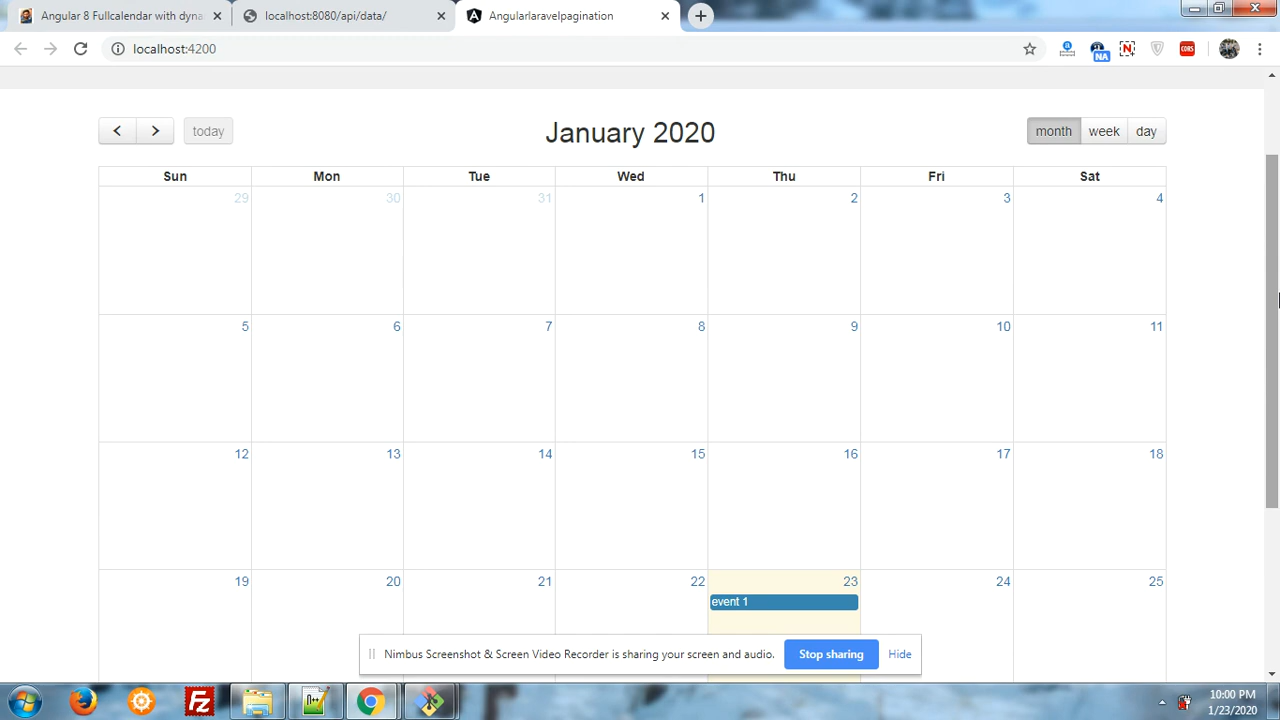 Angular 8 Fullcalendar with dyna
localhost:8080/api/data/
Angularlaravelpagination
localhost:4200
NA
CORS
today
January 2020
month week day
Sun Mon Tue Wed Thu Fri Sat
29 30 31 1 2 3 4
5 6 7 8 9 10 11
12 13 14 15 16 17 18
19 20 21 22 23 24 25
event 1
Nimbus Screenshot & Screen Video Recorder is sharing your screen and audio. Stop sharing Hide
10:00 PM
1/23/2020